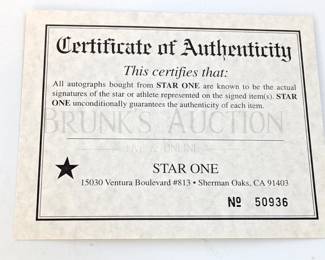 Certificate of Authenticity
This certifies that:
All autographs bought from STAR ONE are known to be the actual
signatures of the star or athlete represented on the signed item(s). STAR
ONE unconditionally guarantees the authenticity of each item.
BRUNK'S AUCTION
LIVE & ONLINE
STAR ONE
15030 Ventura Boulevard #813 • Sherman Oaks, CA 91403
Nº 50936